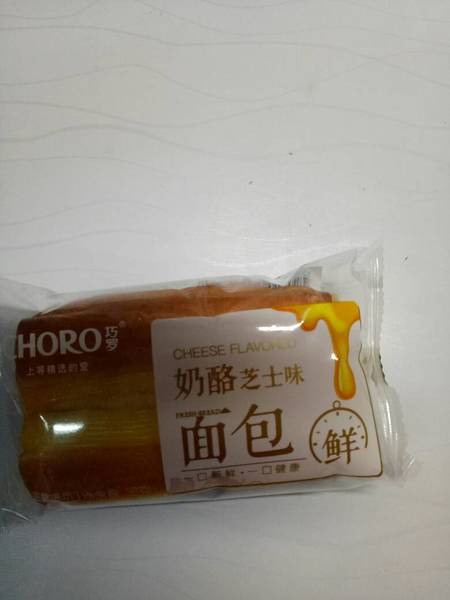 CHORO®
巧罗
上等精选的爱
CHEESE FLAVORED
奶酪芝士味
FRESH BREAD
面包
鲜
一口新鲜·一口健康